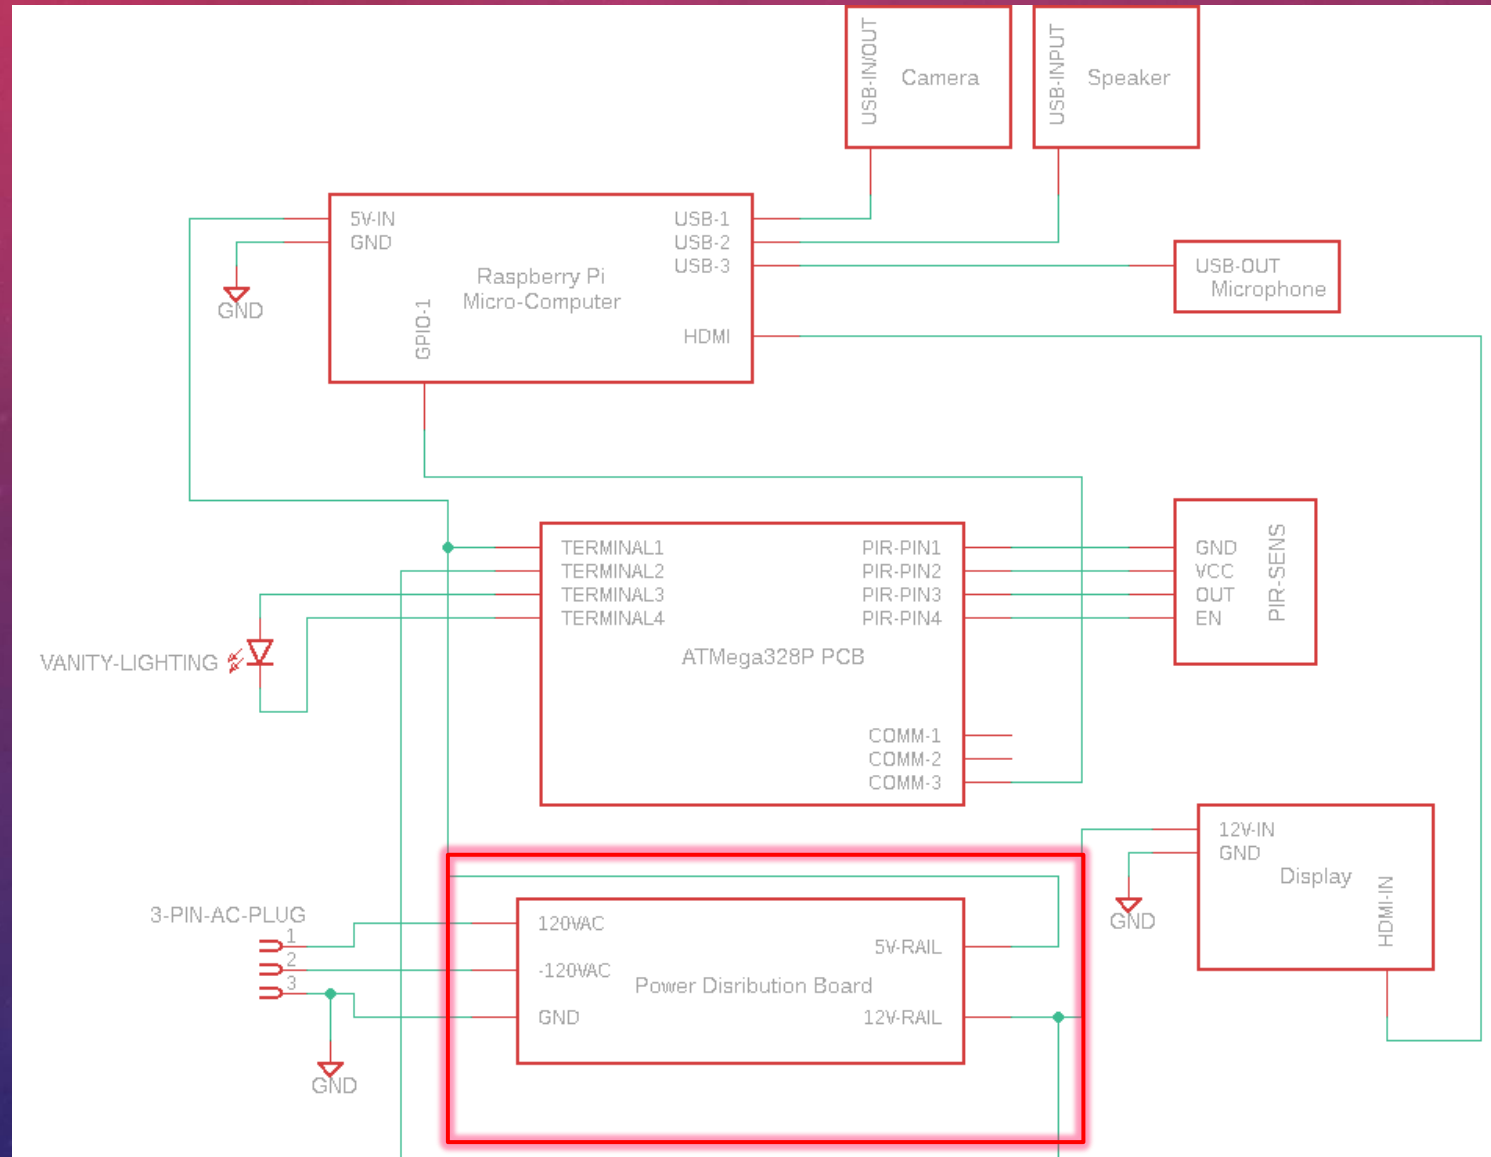 USB-IN/OUT
Camera
USB-INPUT
Speaker
5V-IN
GND
USB-1
USB-2
USB-3
Raspberry Pi
Micro-Computer
GPIO-1
HDMI
GND
USB-OUT
Microphone
TERMINAL1
TERMINAL2
TERMINAL3
TERMINAL4
PIR-PIN1
PIR-PIN2
PIR-PIN3
PIR-PIN4
ATMega328P PCB
COMM-1
COMM-2
COMM-3
GND
VCC
OUT
EN
PIR-SENS
VANITY-LIGHTING
12V-IN
GND
Display
HDMI-IN
GND
3-PIN-AC-PLUG
1
2
3
GND
120VAC
-120VAC
GND
5V-RAIL
Power Disribution Board
12V-RAIL